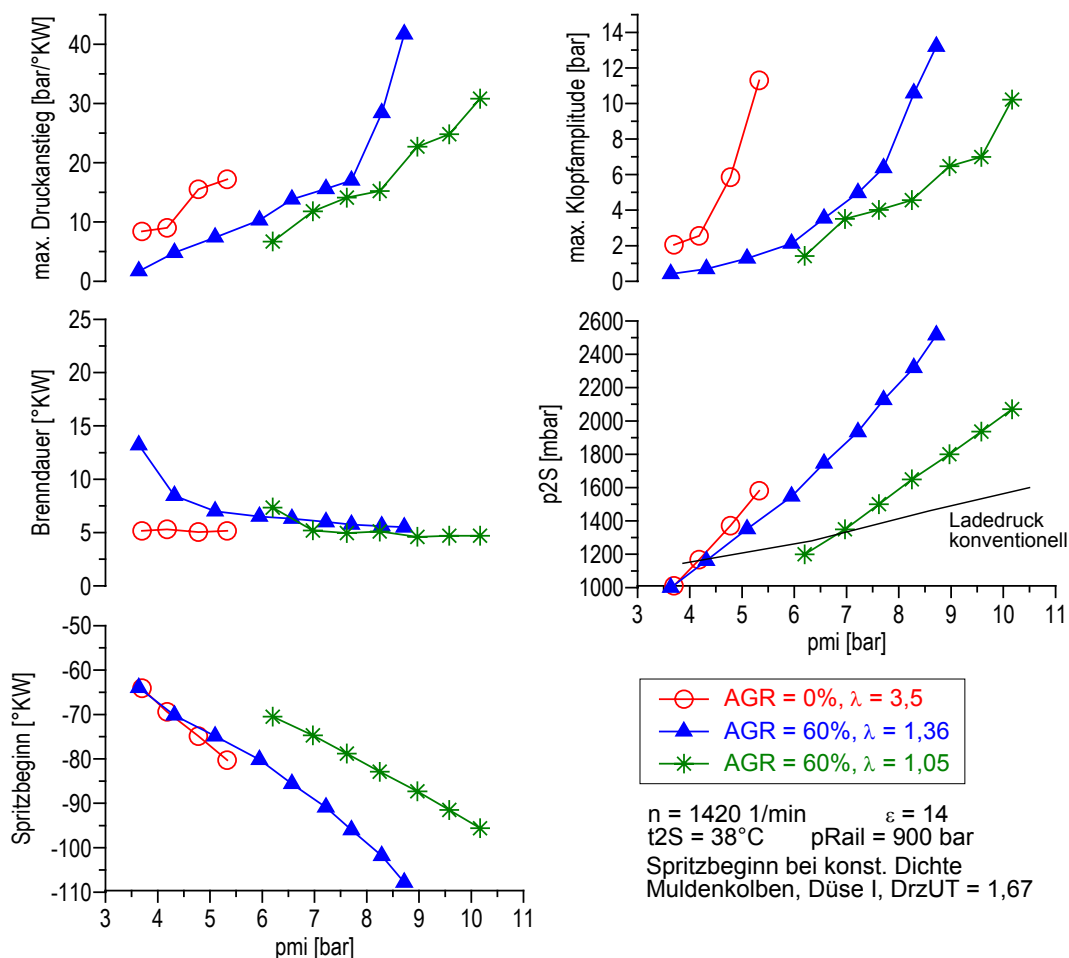 max. Druckanstieg [bar/°KW]
40
30
20
10
0
max. Klopfamplitude [bar]
14
12
10
8
6
4
2
0
Brenndauer [°KW]
25
20
15
10
5
0
p2S [mbar]
2600
2400
2200
2000
1800
1600
1400
1200
1000
Ladedruck
konventionell
3 4 5 6 7 8 9 10 11
pmi [bar]
Spritzbeginn [°KW]
-50
-60
-70
-80
-90
-100
-110
3 4 5 6 7 8 9 10 11
pmi [bar]
AGR = 0%, λ = 3,5
AGR = 60%, λ = 1,36
AGR = 60%, λ = 1,05
n = 1420 1/min ε = 14
t2S = 38°C pRail = 900 bar
Spritzbeginn bei konst. Dichte
Muldenkolben, Düse I, DrzUT = 1,67